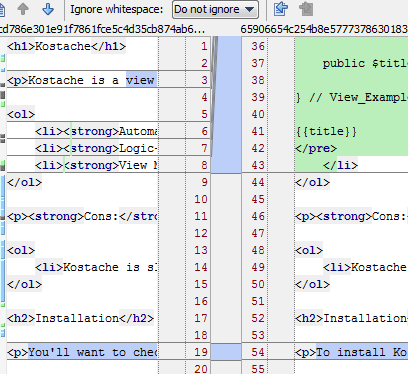 Ignore whitespace: Do not ignore
cd786e301e91f7861fce5c4d35cb874ab6... 65906654c254b8e5777378630183
<h1>Kostache</h1> 1 36
2 37 public $titl
<p>Kostache is a view 3 38
4 39 } // View_Example
<ol> 5 40
<li><strong>Automa 6 41 {{title}}
<li><strong>Logic- 7 42 </pre>
<li><strong>View M 8 43 </li>
</ol> 9 44 </ol>
10 45
<p><strong>Cons:</stro 11 46 <p><strong>Cons:<
12 47
<ol> 13 48 <ol>
<li>Kostache is sl 14 49 <li>Kostache
</ol> 15 50 </ol>
16 51
<h2>Installation</h2> 17 52 <h2>Installation<
18 53
<p>You'll want to chec 19 54 <p>To install Ko
20 55